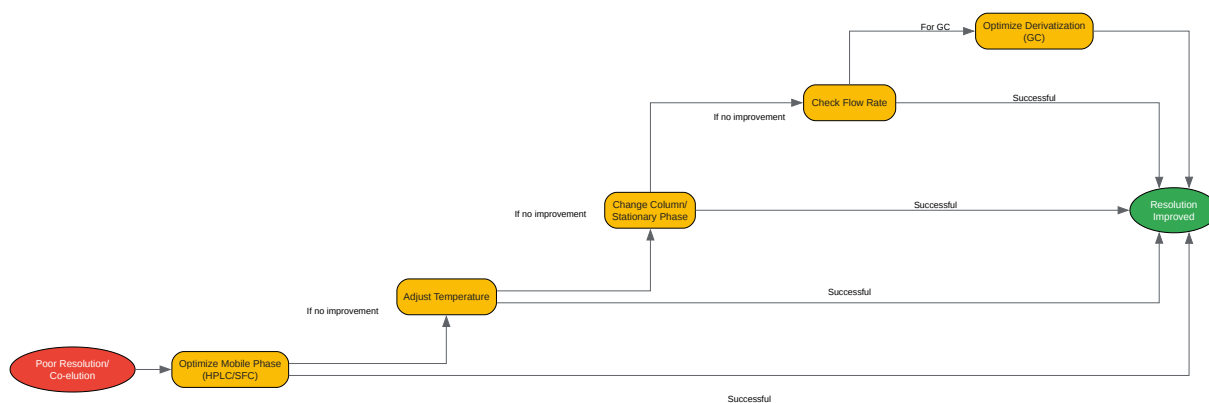 For GC
Optimize Derivatization
(GC)
Check Flow Rate
Successful
If no improvement
Change Column/
Stationary Phase
Successful
Resolution
Improved
If no improvement
Adjust Temperature
Successful
If no improvement
Poor Resolution/
Co-elution
Optimize Mobile Phase
(HPLC/SFC)
Successful